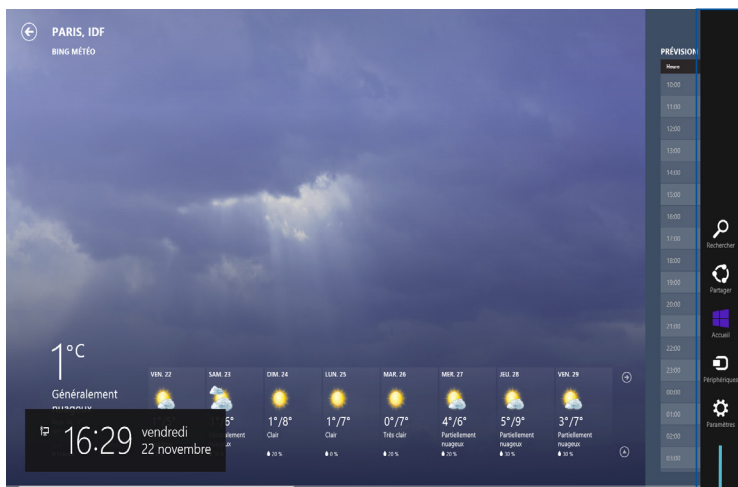 PARIS, IDF
BING MÉTÉO
1°C
Généralement
nuageux
16:29
vendredi
22 novembre
VEN. 22
SAM. 23
6°
DIM. 24
1°/8°
Clair
20 %
LUN. 25
1°/7°
Clair
0 %
MAR. 26
0°/7°
Très clair
20 %
MER. 27
4°/6°
Partiellement
nuageux
20 %
JEU. 28
5°/9°
Partiellement
nuageux
30 %
VEN. 29
3°/7°
Partiellement
nuageux
30 %
PRÉVISION
Heure
10:00
11:00
12:00
13:00
14:00
15:00
16:00
17:00
18:00
19:00
20:00
21:00
22:00
23:00
00:00
01:00
02:00
03:00
Rechercher
Partager
Accueil
Périphériques
Paramètres